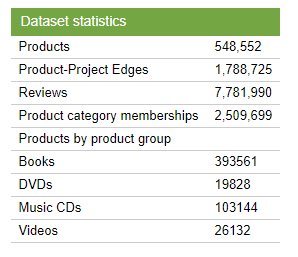 Dataset statistics
Products 548,552
Product-Project Edges 1,788,725
Reviews 7,781,990
Product category memberships 2,509,699
Products by product group
Books 393561
DVDs 19828
Music CDs 103144
Videos 26132